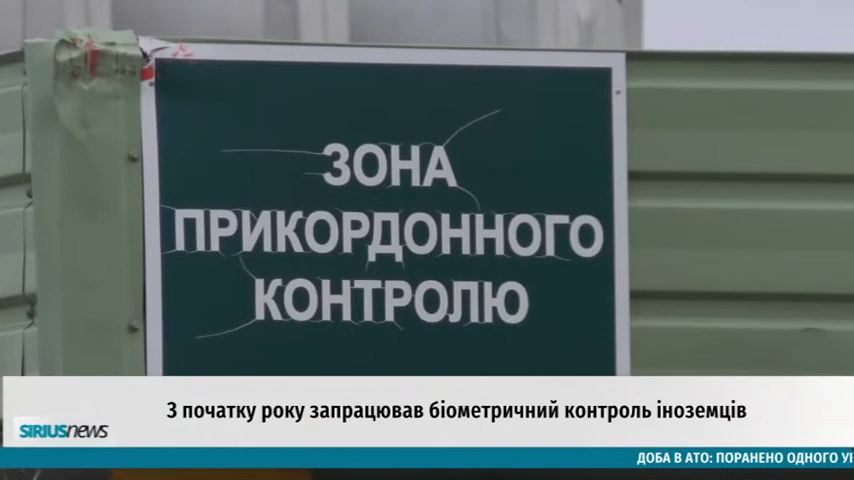 ЗОНА
ПРИКОРДОННОГО
КОНТРОЛЮ
З початку року запрацював біометричний контроль іноземців
SIRIUSnews
ДОБА В АТО: ПОРАНЕНО ОДНОГО